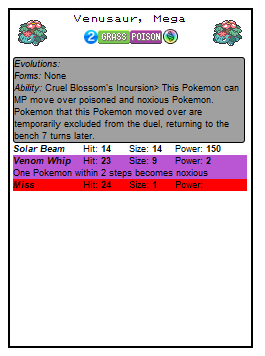 Venusaur, Mega
2 GRASS POISON
Evolutions:
Forms: None
Ability: Cruel Blossom's Incursion> This Pokemon can
MP move over poisoned and noxious Pokemon.
Pokemon that this Pokemon moved over are
temporarily excluded from the duel, returning to the
bench 7 turns later.
Solar Beam Hit: 14 Size: 14 Power: 150
Venom Whip Hit: 23 Size: 9 Power: 2
One Pokemon within 2 steps becomes noxious
Miss Hit: 24 Size: 1 Power: